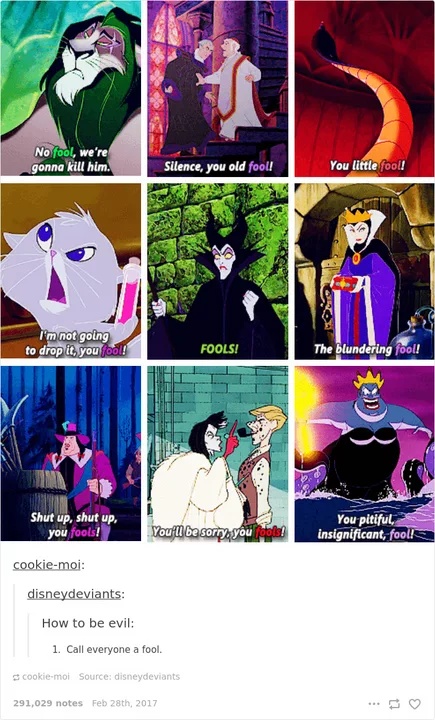 No fool, we're
gonna kill him.
Silence, you old fool!
You little fool!
I'm not going
to drop it, you fool!
FOOLS!
The blundering fool!
Shut up, shut up,
you fools!
You'll be sorry, you fools!
You pitiful,
insignificant, fool!
cookie-moi:
disneydeviants:
How to be evil:
1. Call everyone a fool.
cookie-moi Source: disneydeviants
291,029 notes Feb 28th, 2017